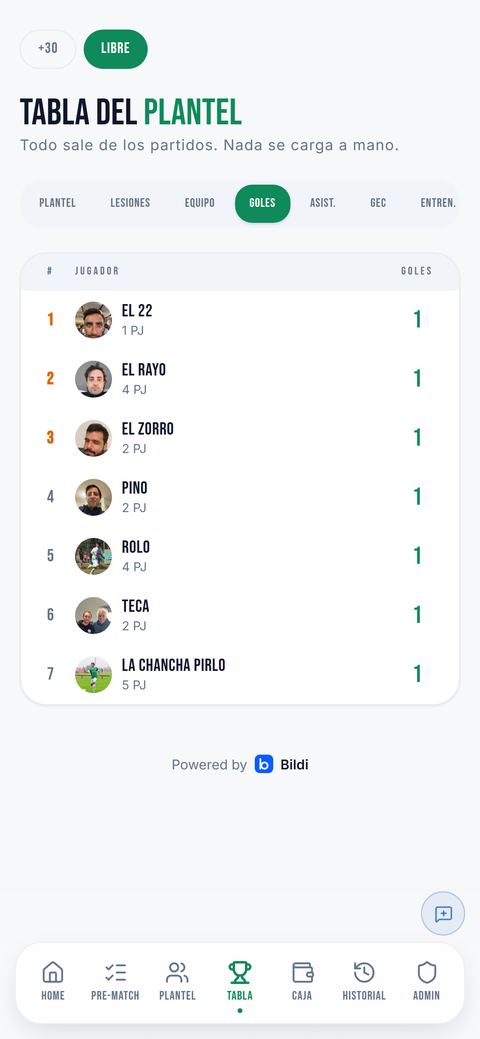 +30 LIBRE
TABLA DEL PLANTEL
Todo sale de los partidos. Nada se carga a mano.
PLANTEL LESIONES EQUIPO GOLES ASIST. GEC ENTREN.
# JUGADOR GOLES
1 EL 22 1
1 PJ
2 EL RAYO 1
4 PJ
3 EL ZORRO 1
2 PJ
4 PINO 1
2 PJ
5 ROLO 1
4 PJ
6 TECA 1
2 PJ
7 LA CHANCHA PIRLO 1
5 PJ
Powered by b Bildi
HOME PRE-MATCH PLANTEL TABLA CAJA HISTORIAL ADMIN